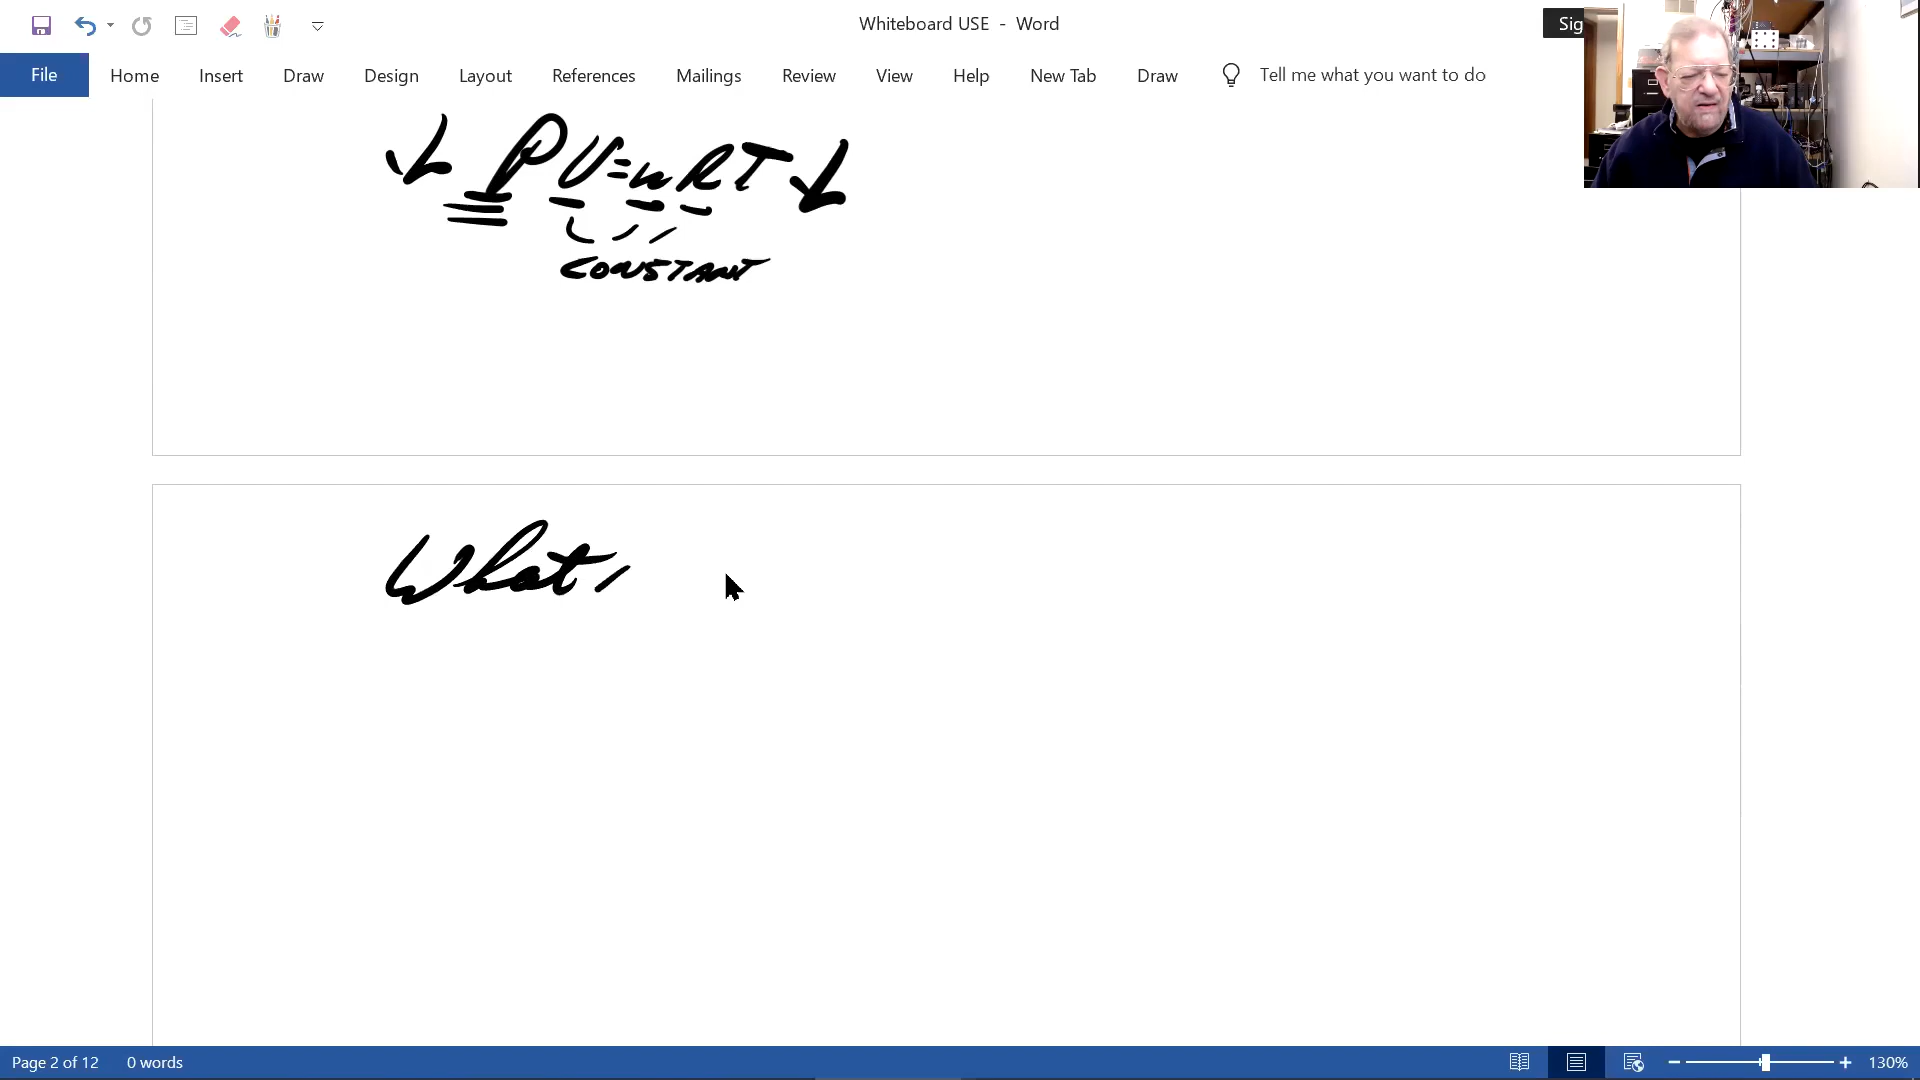 Whiteboard USE - Word
Sig
File Home Insert Draw Design Layout References Mailings Review View Help New Tab Draw Tell me what you want to do
↓ PV=nRT ↓
CONSTANT
What
Page 2 of 12 0 words 130%